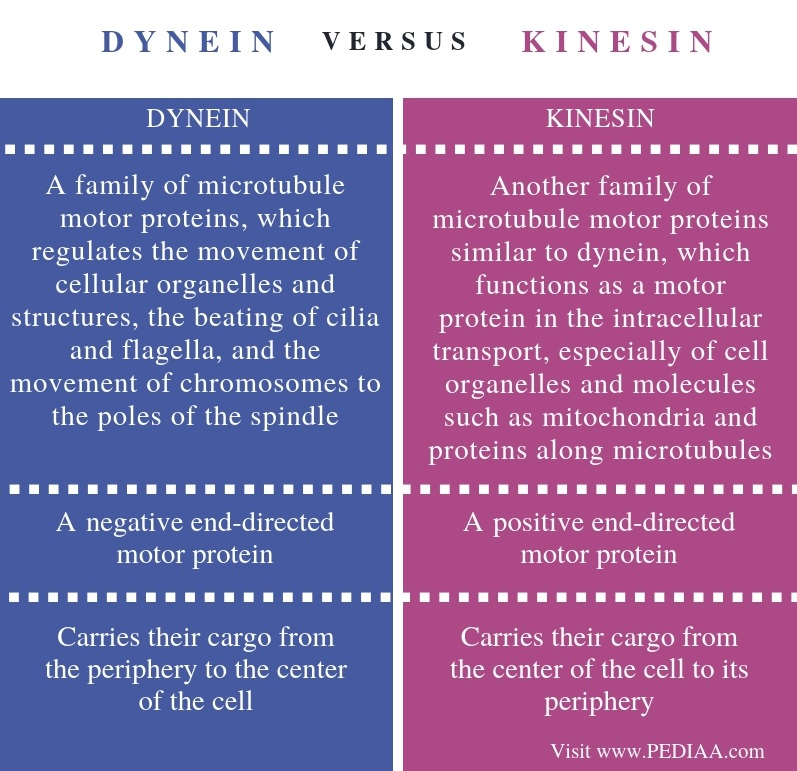 DYNEIN VERSUS KINESIN
DYNEIN
A family of microtubule
motor proteins, which
regulates the movement of
cellular organelles and
structures, the beating of cilia
and flagella, and the
movement of chromosomes to
the poles of the spindle
A negative end-directed
motor protein
Carries their cargo from
the periphery to the center
of the cell
KINESIN
Another family of
microtubule motor proteins
similar to dynein, which
functions as a motor
protein in the intracellular
transport, especially of cell
organelles and molecules
such as mitochondria and
proteins along microtubules
A positive end-directed
motor protein
Carries their cargo from
the center of the cell to its
periphery
Visit www.PEDIAA.com